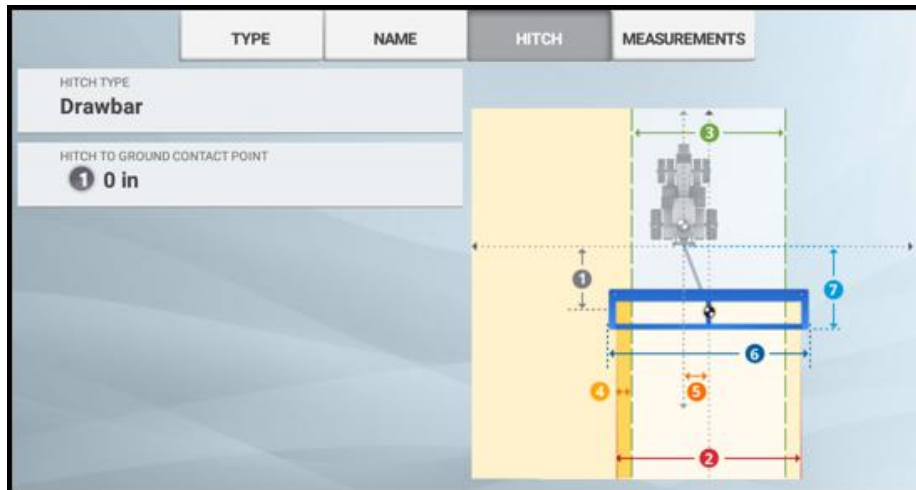 TYPE NAME HITCH MEASUREMENTS
HITCH TYPE
Drawbar
HITCH TO GROUND CONTACT POINT
1 0 in
3
1
7
6
4
5
2